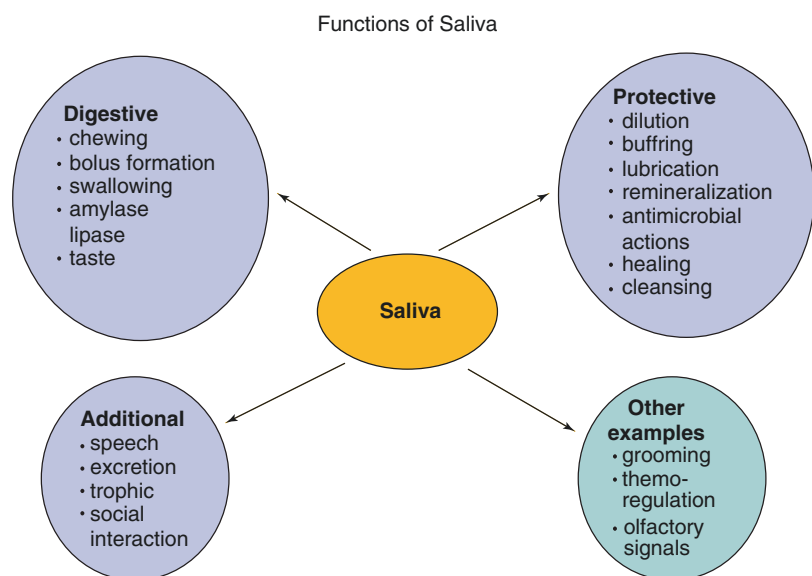 Functions of Saliva
Digestive
• chewing
• bolus formation
• swallowing
• amylase
lipase
• taste
Protective
• dilution
• buffring
• lubrication
• remineralization
• antimicrobial
actions
• healing
• cleansing
Saliva
Additional
• speech
• excretion
• trophic
• social
interaction
Other
examples
• grooming
• themo-
regulation
• olfactory
signals